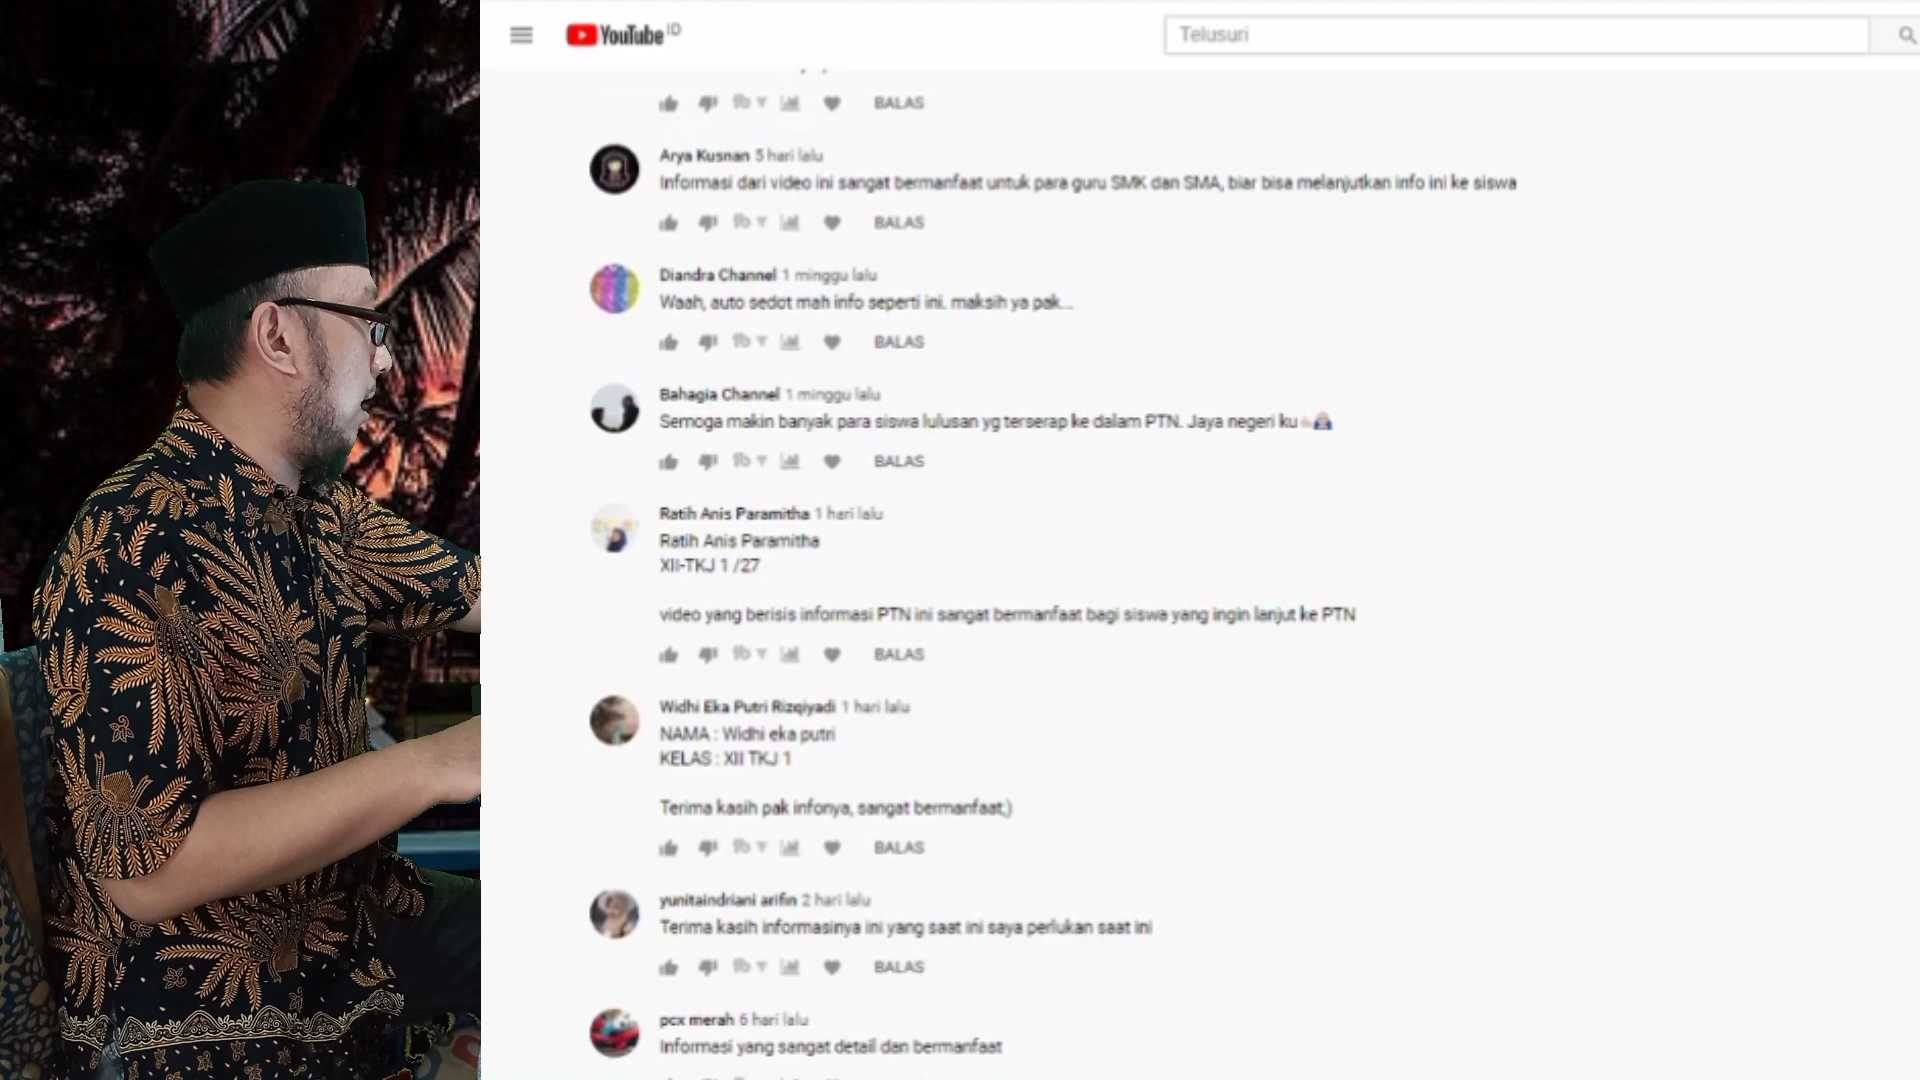 YouTube ID
Telusuri
BALAS
Arya Kusnan 5 hari lalu
Informasi dari video ini sangat bermanfaat untuk para guru SMK dan SMA, biar bisa melanjutkan info ini ke siswa
BALAS
Diandra Channel 1 minggu lalu
Waah, auto sedot mah info seperti ini. maksih ya pak...
BALAS
Bahagia Channel 1 minggu lalu
Semoga makin banyak para siswa lulusan yg terserap ke dalam PTN. Jaya negeri ku
BALAS
Ratih Anis Paramitha 1 hari lalu
Ratih Anis Paramitha
XII-TKJ 1 /27
video yang berisis informasi PTN ini sangat bermanfaat bagi siswa yang ingin lanjut ke PTN
BALAS
Widhi Eka Putri Rizqiyadi 1 hari lalu
NAMA : Widhi eka putri
KELAS : XII TKJ 1
Terima kasih pak infonya, sangat bermanfaat;)
BALAS
yunitaindriani arifin 2 hari lalu
Terima kasih informasinya ini yang saat ini saya perlukan saat ini
BALAS
pcx merah 6 hari lalu
Informasi yang sangat detail dan bermanfaat